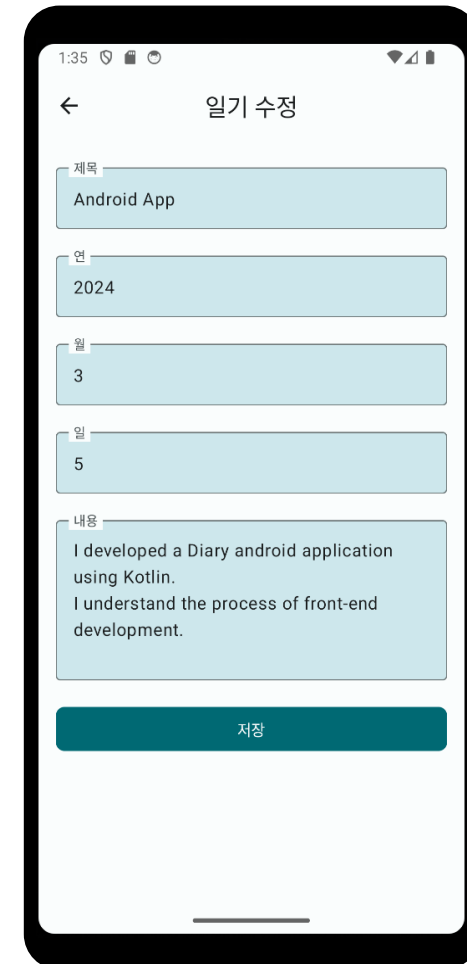 1:35
일기 수정
제목
Android App
연
2024
월
3
일
5
내용
I developed a Diary android application
using Kotlin.
I understand the process of front-end
development.
저장